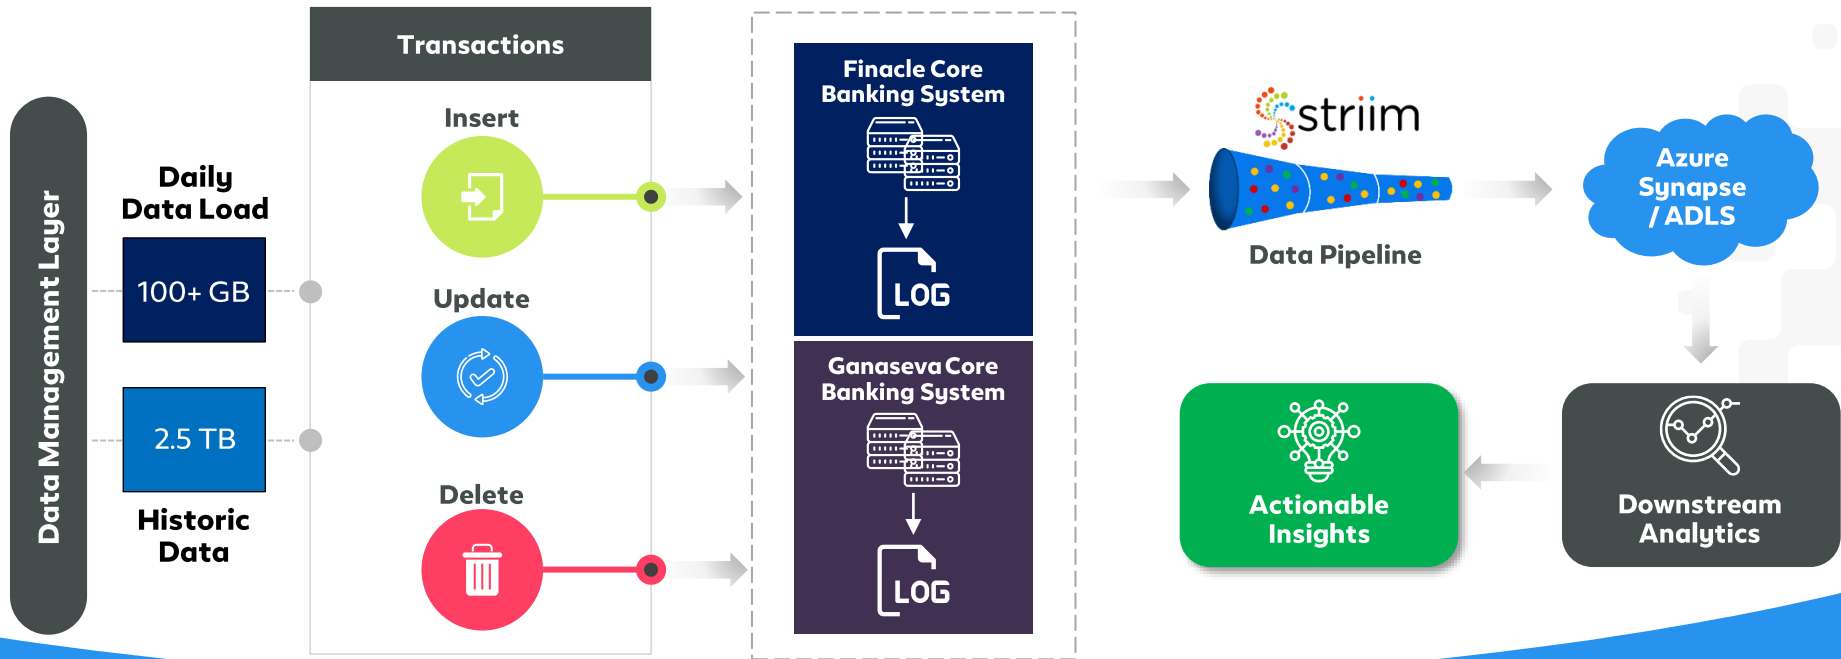 Data Management Layer
Daily
Data Load
100+ GB
2.5 TB
Historic
Data
Transactions
Insert
Update
Delete
Finacle Core
Banking System
LOG
Ganaseva Core
Banking System
LOG
striim
Data Pipeline
Azure
Synapse
/ ADLS
Downstream
Analytics
Actionable
Insights